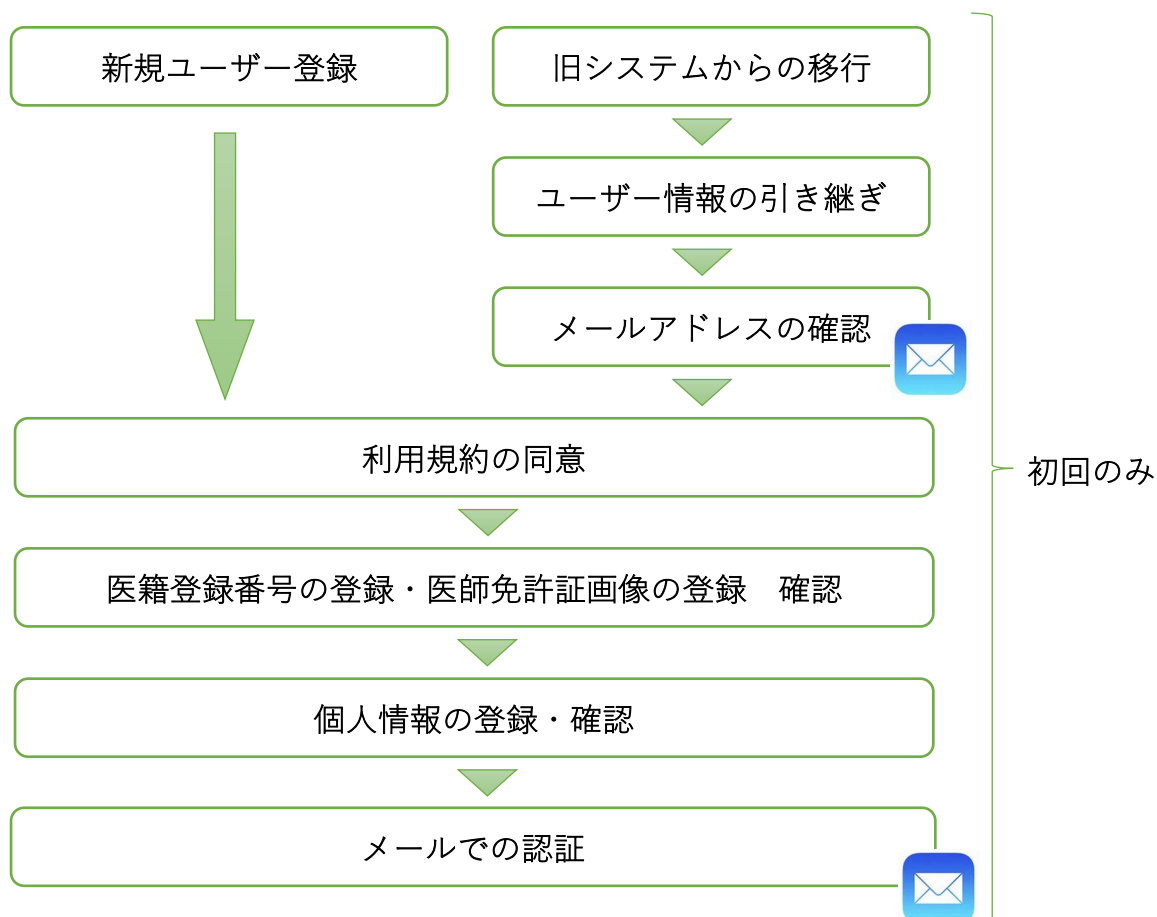 新規ユーザー登録
旧システムからの移行
ユーザー情報の引き継ぎ
メールアドレスの確認
利用規約の同意
医籍登録番号の登録・医師免許証画像の登録　確認
個人情報の登録・確認
メールでの認証
初回のみ